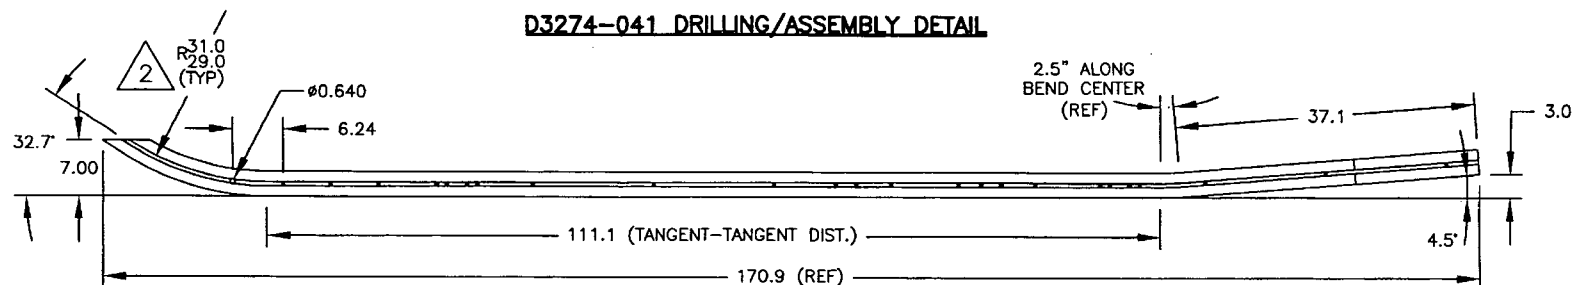 D3274-041 DRILLING/ASSEMBLY DETAIL
2
R31.0
29.0
(TYP)
ø0.640
6.24
2.5" ALONG
BEND CENTER
(REF)
37.1
3.0
32.7°
7.00
111.1 (TANGENT-TANGENT DIST.)
4.5°
170.9 (REF)